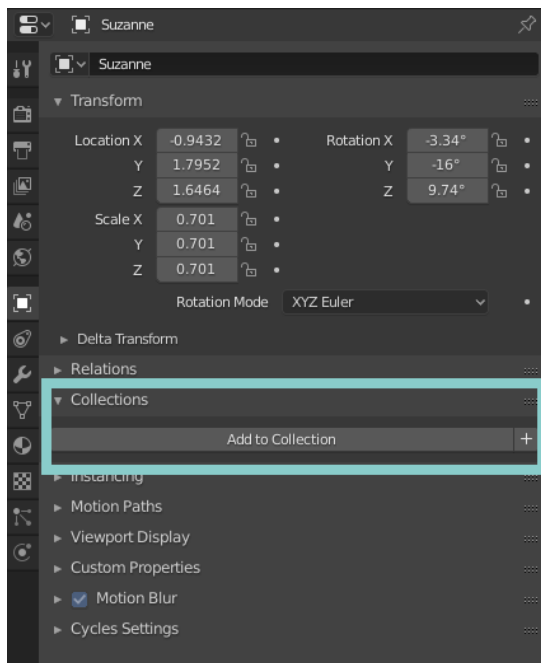 Suzanne
Suzanne
Transform
Location X -0.9432 Rotation X -3.34°
Y 1.7952 Y -16°
Z 1.6464 Z 9.74°
Scale X 0.701
Y 0.701
Z 0.701
Rotation Mode XYZ Euler
Delta Transform
Relations
Collections
Add to Collection +
Instancing
Motion Paths
Viewport Display
Custom Properties
Motion Blur
Cycles Settings